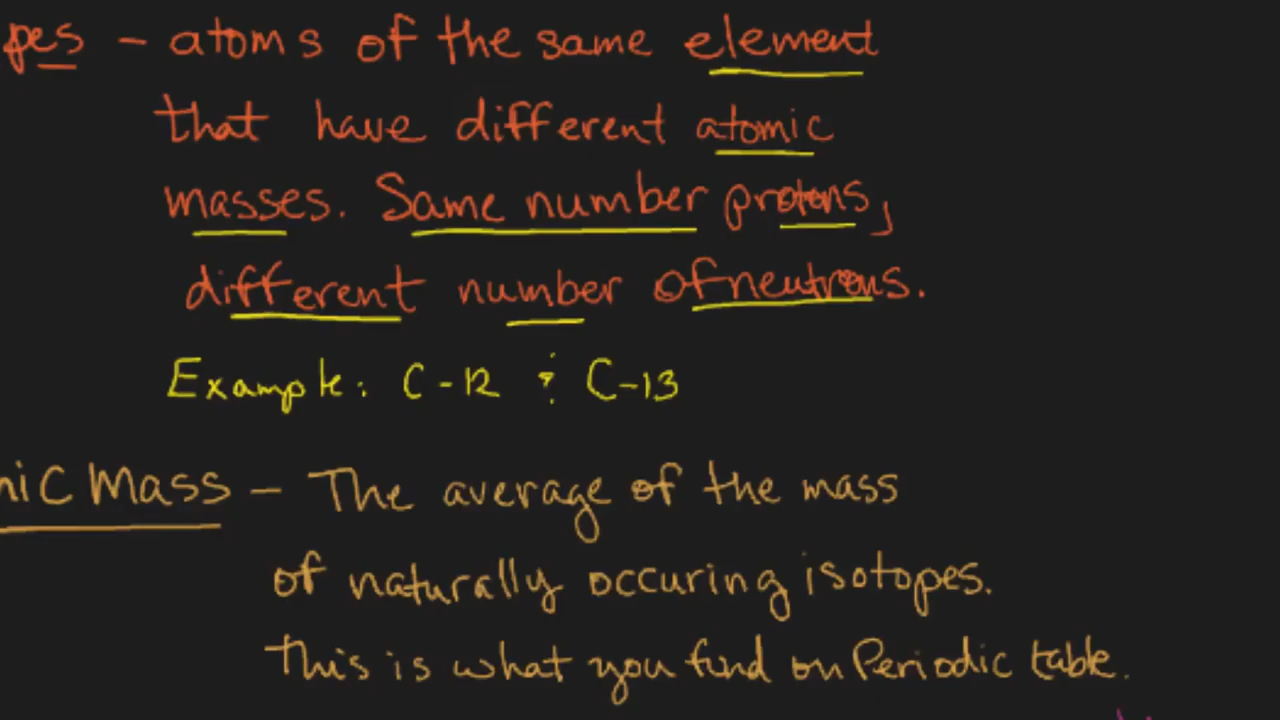 pes - atoms of the same element
that have different atomic
masses. Same number protons,
different number of neutrons.
Example: C-12 & C-13
nic Mass - The average of the mass
of naturally occuring isotopes.
This is what you find on Periodic table.